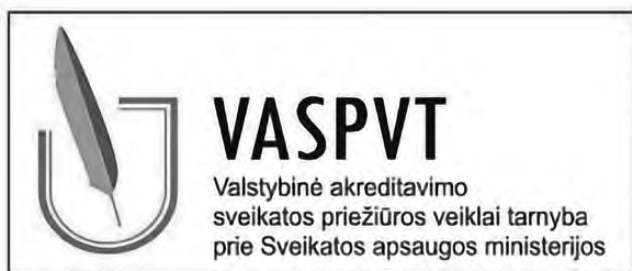 VASPVT
Valstybinė akreditavimo
sveikatos priežiūros veiklai tarnyba
prie Sveikatos apsaugos ministerijos